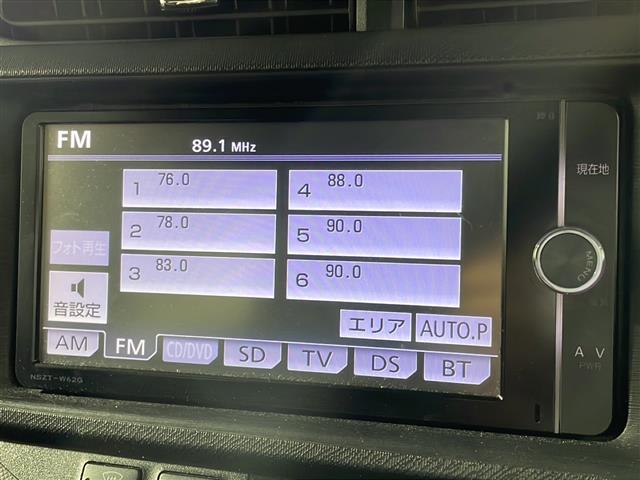 FM
89.1 MHz
現在地
1 76.0
4 88.0
2 78.0
5 90.0
3 83.0
6 90.0
フォト再生
音設定
MENU
エリア AUTO.P
AM FM CD/DVD SD TV DS BT
A V
PWR
NSZT-W62G